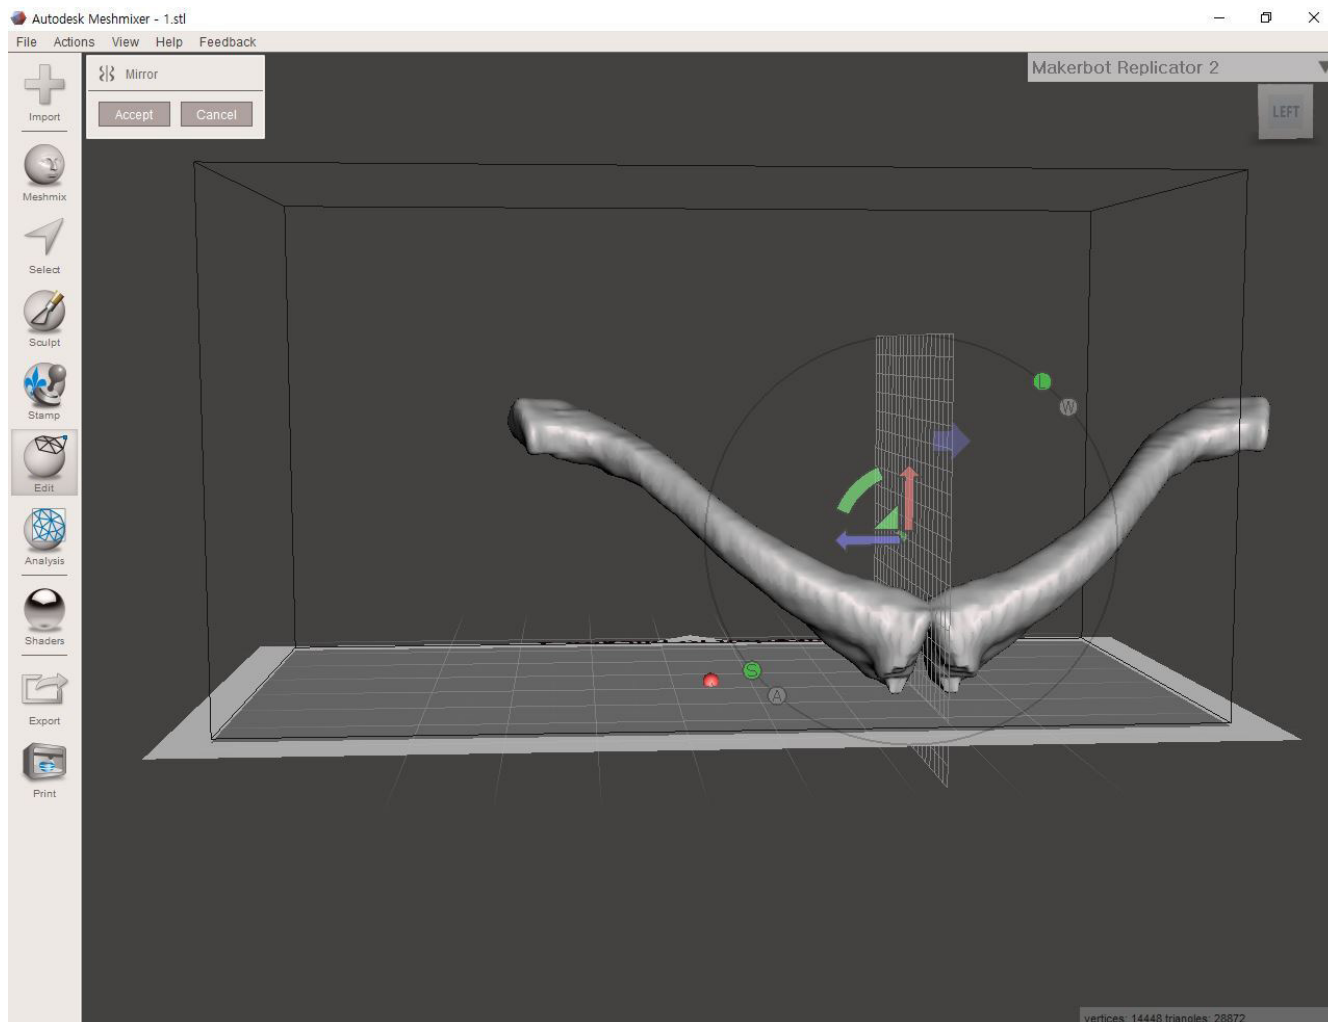 Autodesk Meshmixer - 1.stl
File Actions View Help Feedback
Mirror
Accept Cancel
Makerbot Replicator 2
LEFT
Import
Meshmix
Select
Sculpt
Stamp
Edit
Analysis
Shaders
Export
Print
L
W
S
A
vertices: 14448 triangles: 28872